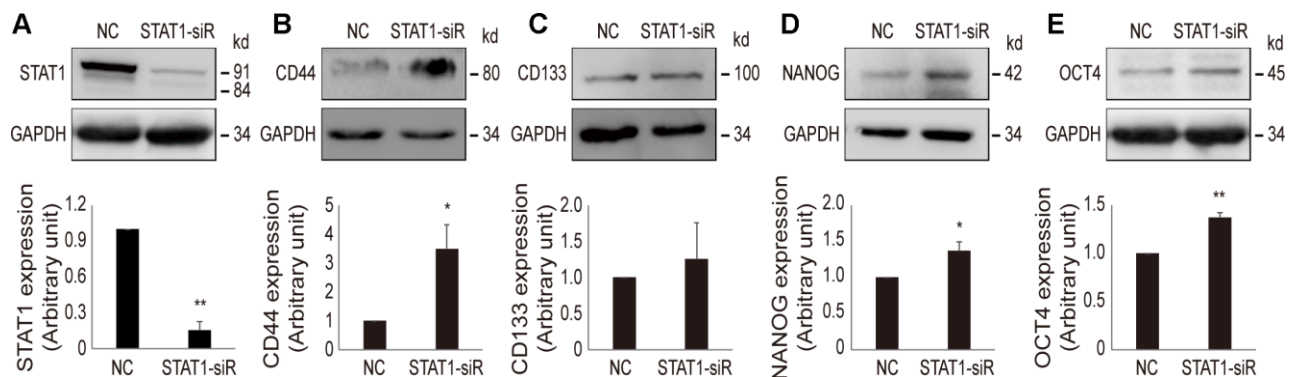 A
NC STAT1-siR
kd
STAT1
– 91
– 84
GAPDH
– 34
STAT1 expression
(Arbitrary unit)
1.2
0.9
0.6
0.3
0
**
NC STAT1-siR
B
NC STAT1-siR
kd
CD44
– 80
GAPDH
– 34
CD44 expression
(Arbitrary unit)
5
4
3
2
1
0
*
NC STAT1-siR
C
NC STAT1-siR
kd
CD133
– 100
GAPDH
– 34
CD133 expression
(Arbitrary unit)
2.0
1.5
1.0
0.5
0.0
NC STAT1-siR
D
NC STAT1-siR
kd
NANOG
– 42
GAPDH
– 34
NANOG expression
(Arbitrary unit)
2.0
1.5
1.0
0.5
0.0
*
NC STAT1-siR
E
NC STAT1-siR
kd
OCT4
– 45
GAPDH
– 34
OCT4 expression
(Arbitrary unit)
1.5
1.0
0.5
0.0
**
NC STAT1-siR